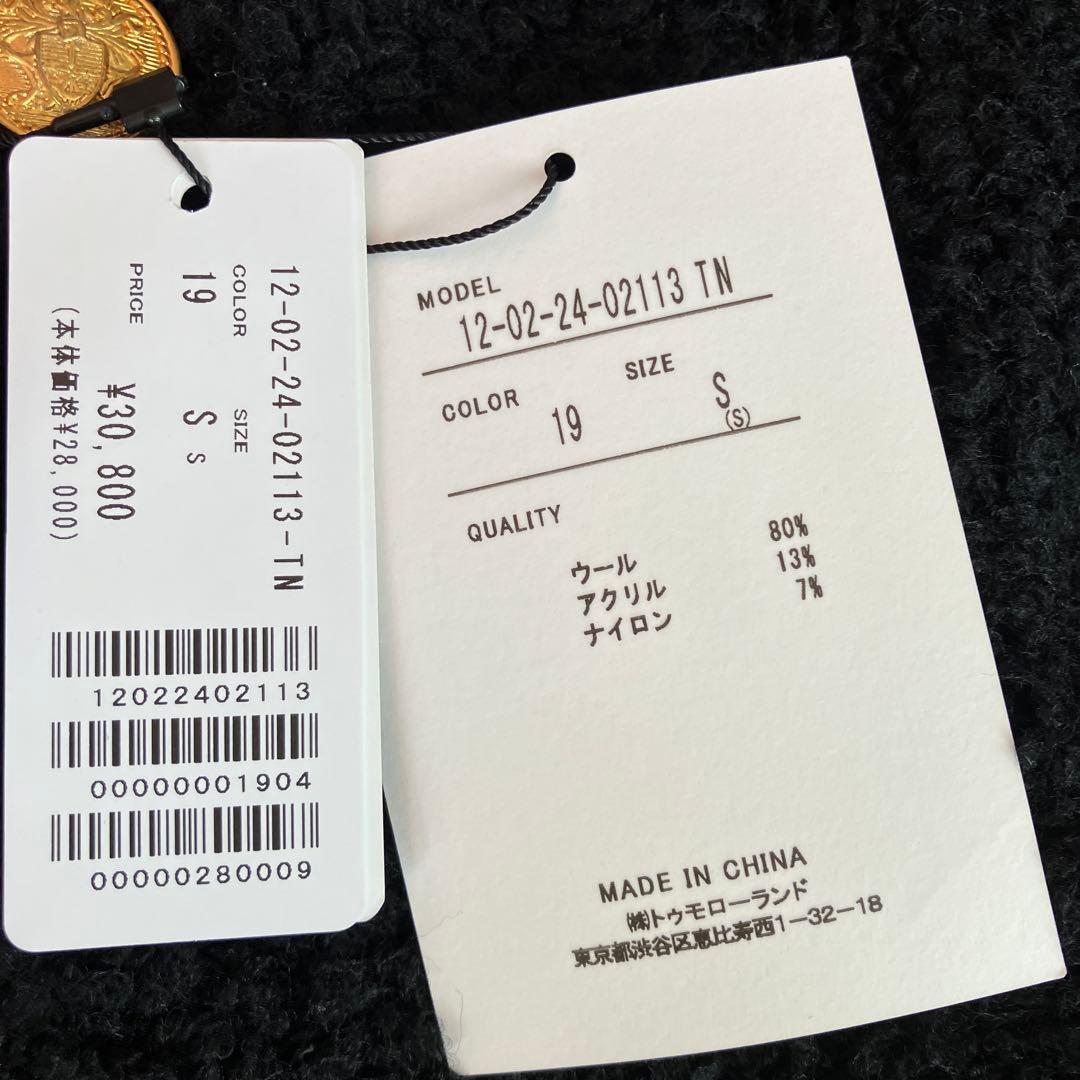 12-02-24-02113-TN
COLOR SIZE
19 S s
PRICE
¥30,800
(本体価格¥28,000)
12022402113
00000001904
00000280009
MODEL
12-02-24-02113 TN
COLOR SIZE
19 S
(S)
QUALITY
ウール 80%
アクリル 13%
ナイロン 7%
MADE IN CHINA
㈱トゥモローランド
東京都渋谷区恵比寿西1-32-18